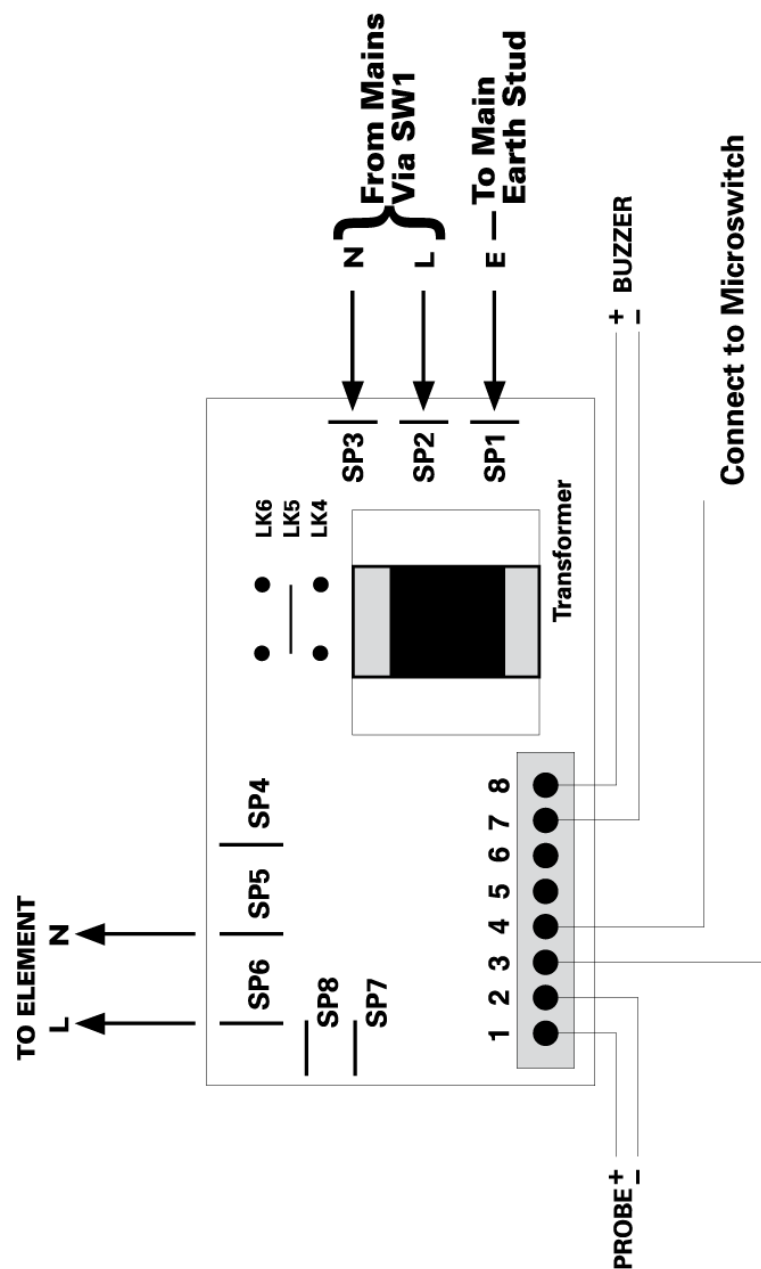 TO ELEMENT
L
N
SP6
SP5
SP4
SP8
SP7
LK6
LK5
LK4
SP3
SP2
SP1
N
L
E
From Mains
Via SW1
To Main
Earth Stud
Transformer
1
2
3
4
5
6
7
8
PROBE
+
–
+
–
BUZZER
Connect to Microswitch